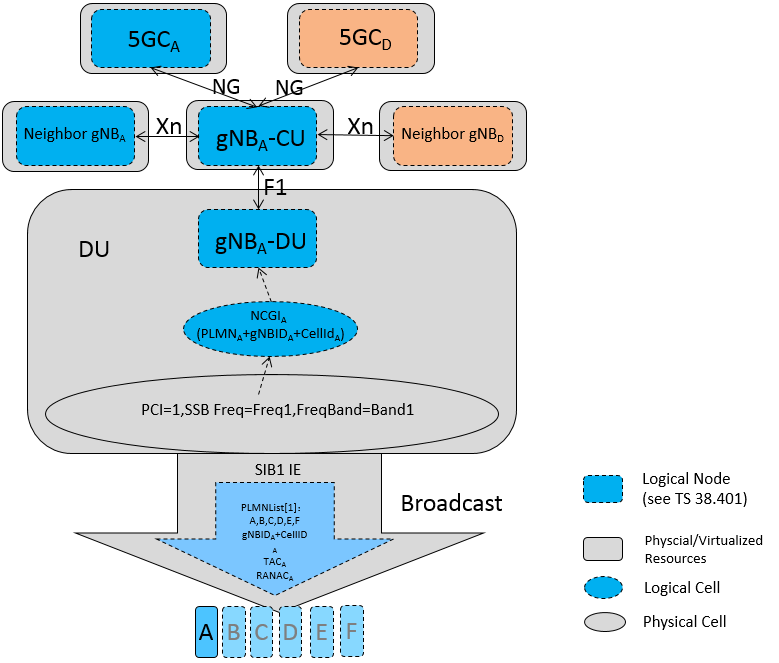 5GCA
5GCD
NG
NG
Neighbor gNBA
Xn
gNBA-CU
Xn
Neighbor gNBD
F1
DU
gNBA-DU
NCGIA
(PLMNA+gNBIDA+CellIdA)
PCI=1,SSB Freq=Freq1,FreqBand=Band1
SIB1 IE
PLMNList[1]:
A,B,C,D,E,F
gNBIDA+CellID
A
TACA
RANACA
Broadcast
A B C D E F
Logical Node
(see TS 38.401)
Physcial/Virtualized
Resources
Logical Cell
Physical Cell